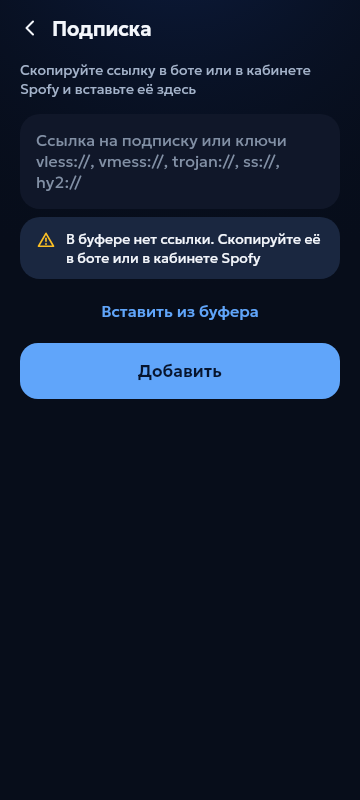 Подписка
Скопируйте ссылку в боте или в кабинете
Spofy и вставьте её здесь
Ссылка на подписку или ключи
vless://, vmess://, trojan://, ss://,
hy2://
В буфере нет ссылки. Скопируйте её
в боте или в кабинете Spofy
Вставить из буфера
Добавить